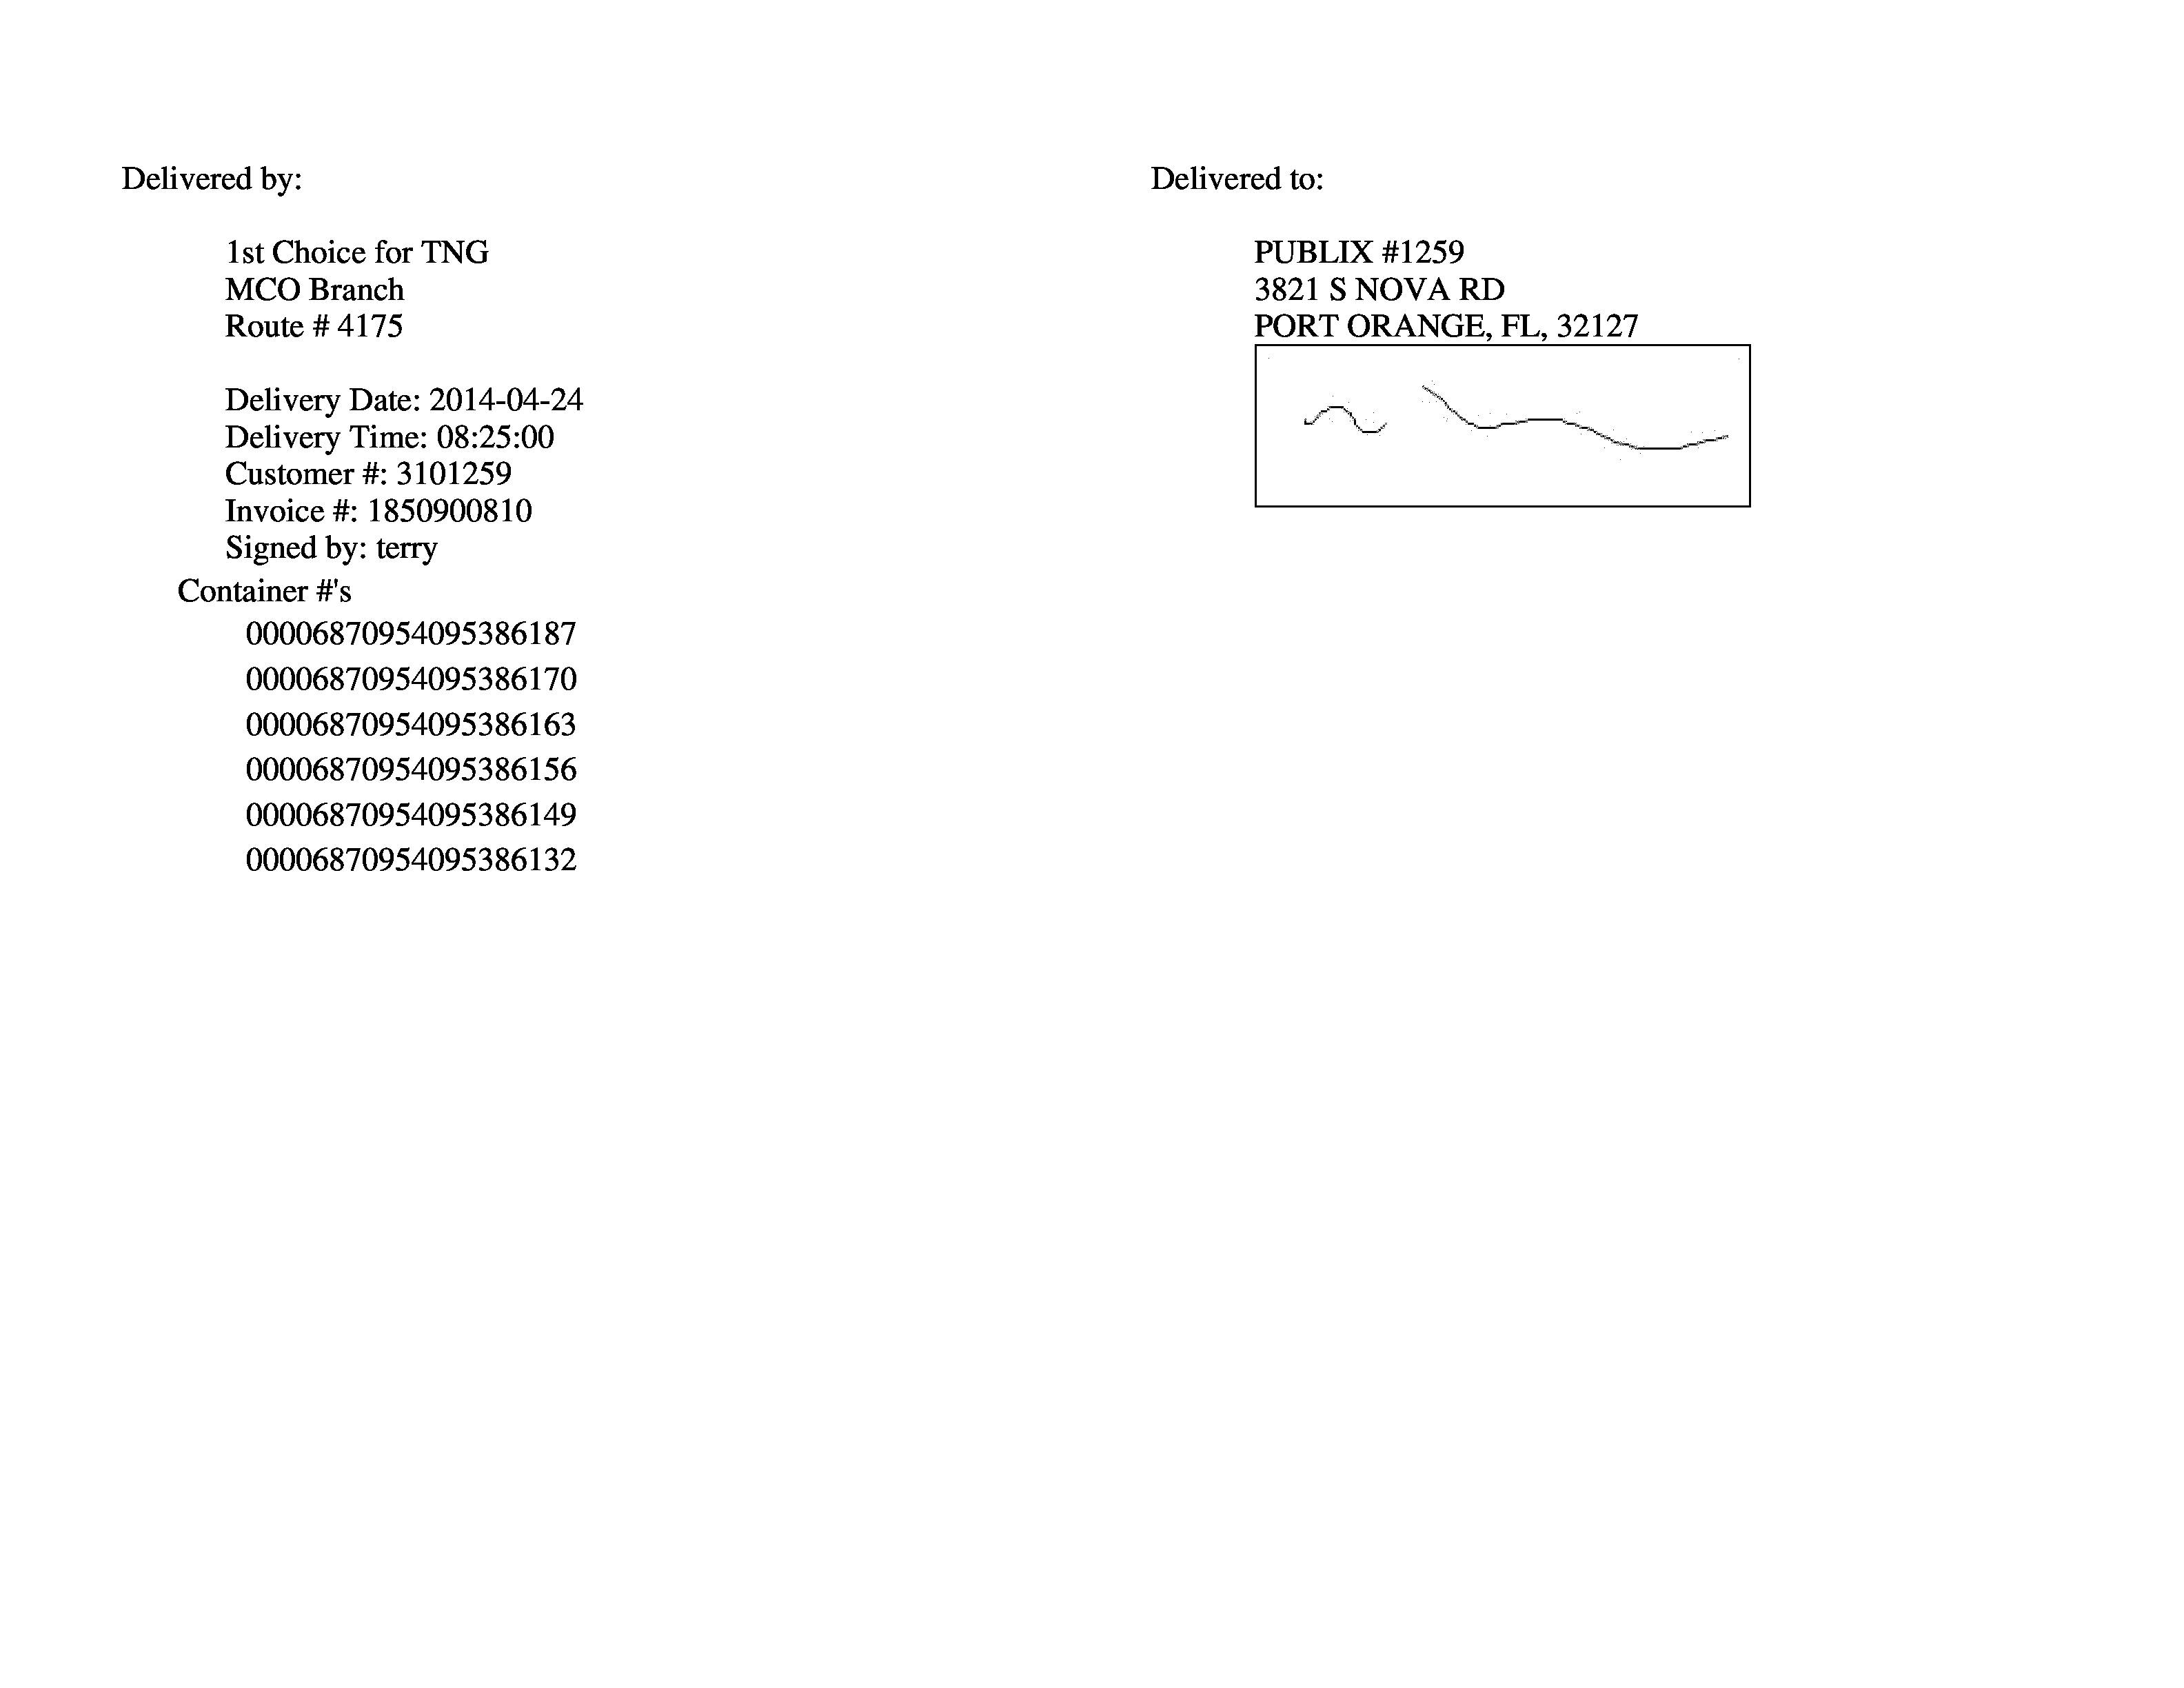 Delivered by:
1st Choice for TNG
MCO Branch
Route # 4175
Delivery Date: 2014-04-24
Delivery Time: 08:25:00
Customer #: 3101259
Invoice #: 1850900810
Signed by: terry
Container #'s
00006870954095386187
00006870954095386170
00006870954095386163
00006870954095386156
00006870954095386149
00006870954095386132
Delivered to:
PUBLIX #1259
3821 S NOVA RD
PORT ORANGE, FL, 32127